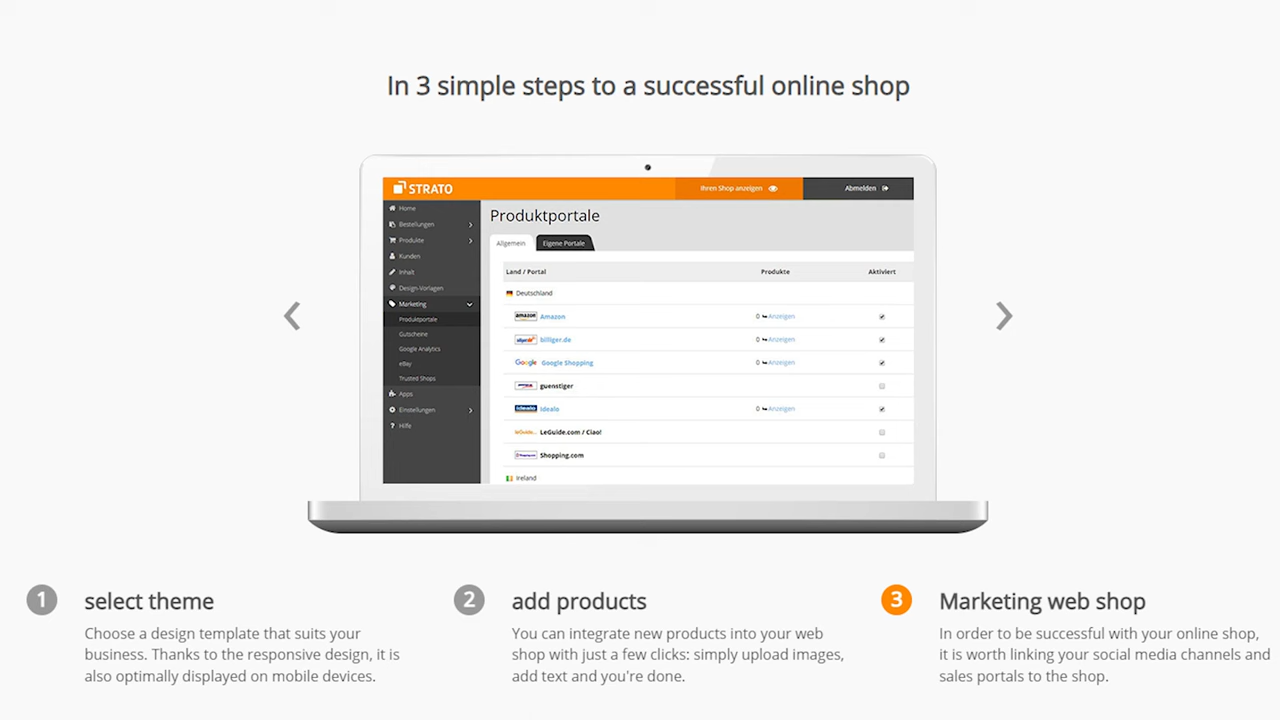 In 3 simple steps to a successful online shop
STRATO
Ihren Shop anzeigen
Abmelden
Home
Bestellungen
Produkte
Kunden
Inhalt
Design-Vorlagen
Marketing
Produktportale
Gutscheine
Google Analytics
eBay
Trusted Shops
Apps
Einstellungen
? Hilfe
Produktportale
Allgemein Eigene Portale
Land / Portal Produkte Aktiviert
Deutschland
amazon Amazon 0 Anzeigen
billiger.de 0 Anzeigen
Google Google Shopping 0 Anzeigen
guenstiger
idealo Idealo 0 Anzeigen
LeGuide.com / Ciao!
Shopping.com
Ireland
1 select theme
Choose a design template that suits your
business. Thanks to the responsive design, it is
also optimally displayed on mobile devices.
2 add products
You can integrate new products into your web
shop with just a few clicks: simply upload images,
add text and you're done.
3 Marketing web shop
In order to be successful with your online shop,
it is worth linking your social media channels and
sales portals to the shop.